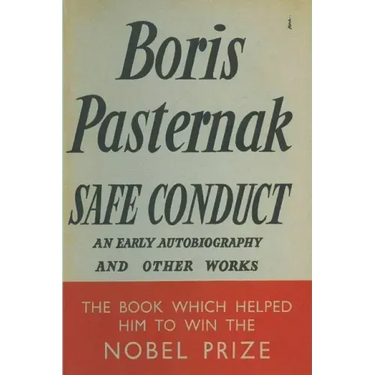 Boris
Pasternak
SAFE CONDUCT
AN EARLY AUTOBIOGRAPHY
AND OTHER WORKS
THE BOOK WHICH HELPED
HIM TO WIN THE
NOBEL PRIZE